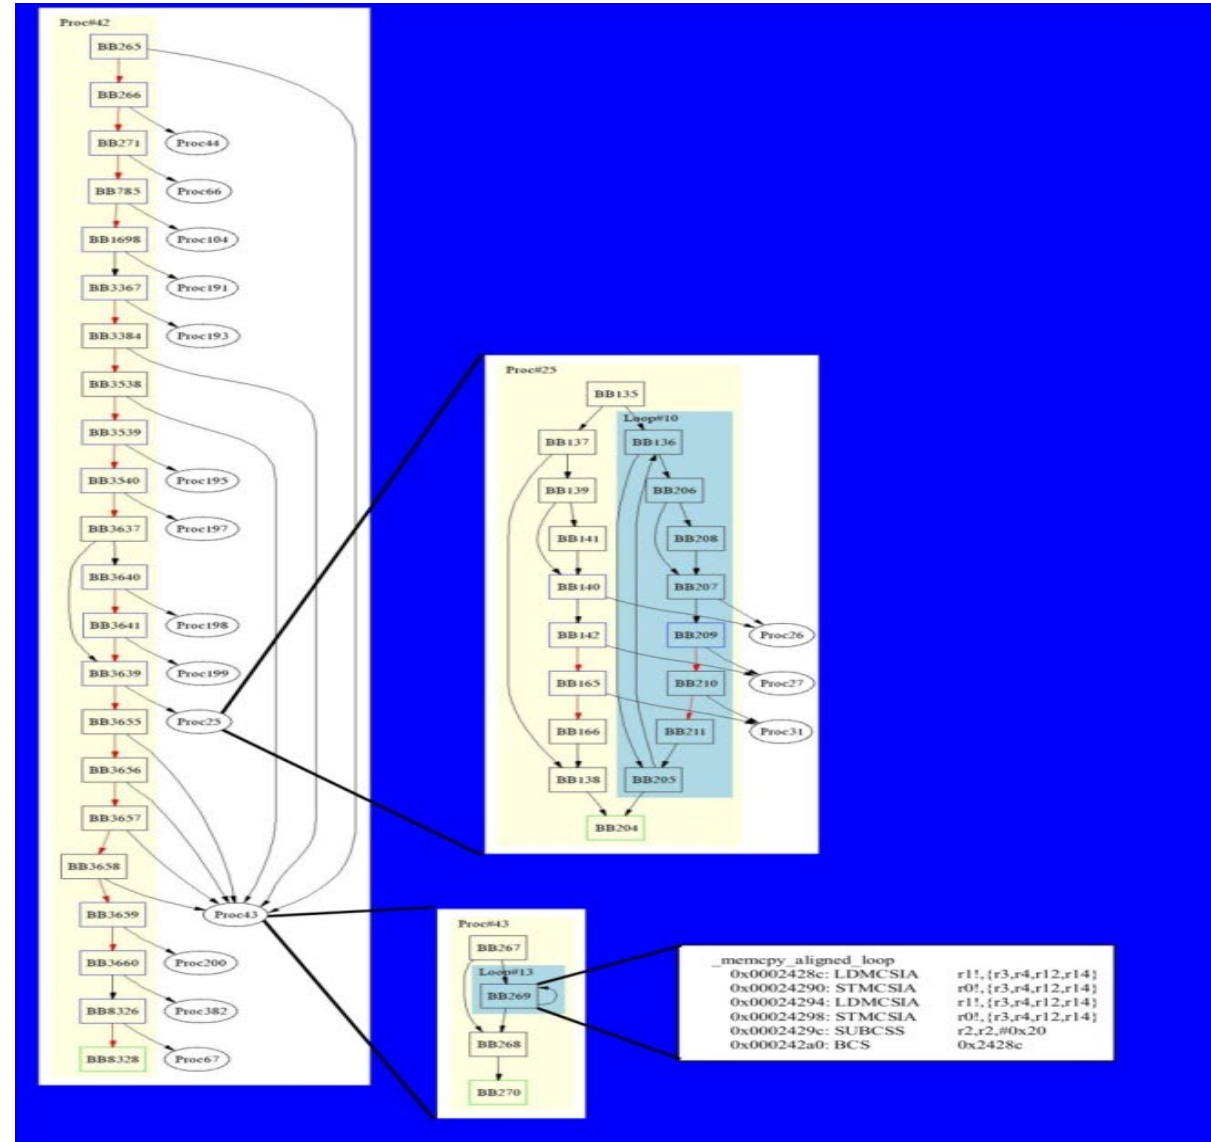 Proc#42
BB265
BB266
BB271 Proc44
BB785 Proc66
BB1698 Proc104
BB3367 Proc191
BB3384 Proc193
BB3538
BB3539
BB3540 Proc195
BB3637 Proc197
BB3640
BB3641 Proc198
BB3639 Proc199
BB3655 Proc25
BB3656
BB3657
BB3658
BB3659 Proc43
BB3660 Proc200
BB8326 Proc382
BB8328 Proc67
Proc#25
BB135
Loop#10
BB137 BB136
BB139 BB206
BB141 BB208
BB140 BB207
BB142 BB209 Proc26
BB165 BB210 Proc27
BB166 BB211 Proc31
BB138 BB205
BB204
Proc#43
BB267
Loop#13
BB269
BB268
BB270
_memcpy_aligned_loop
0x0002428c: LDMCSIA r1!,{r3,r4,r12,r14}
0x00024290: STMCSIA r0!,{r3,r4,r12,r14}
0x00024294: LDMCSIA r1!,{r3,r4,r12,r14}
0x00024298: STMCSIA r0!,{r3,r4,r12,r14}
0x0002429c: SUBCSS r2,r2,#0x20
0x000242a0: BCS 0x2428c